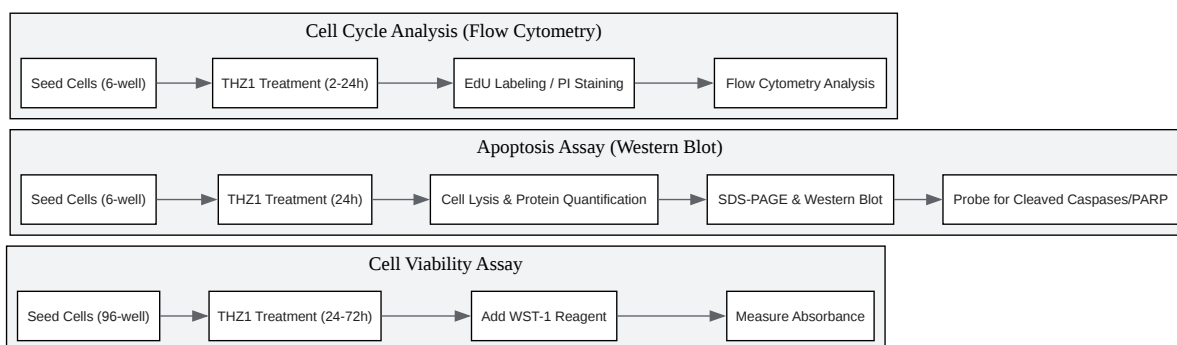 Cell Cycle Analysis (Flow Cytometry)
Seed Cells (6-well)
THZ1 Treatment (2-24h)
EdU Labeling / PI Staining
Flow Cytometry Analysis
Apoptosis Assay (Western Blot)
Seed Cells (6-well)
THZ1 Treatment (24h)
Cell Lysis & Protein Quantification
SDS-PAGE & Western Blot
Probe for Cleaved Caspases/PARP
Cell Viability Assay
Seed Cells (96-well)
THZ1 Treatment (24-72h)
Add WST-1 Reagent
Measure Absorbance